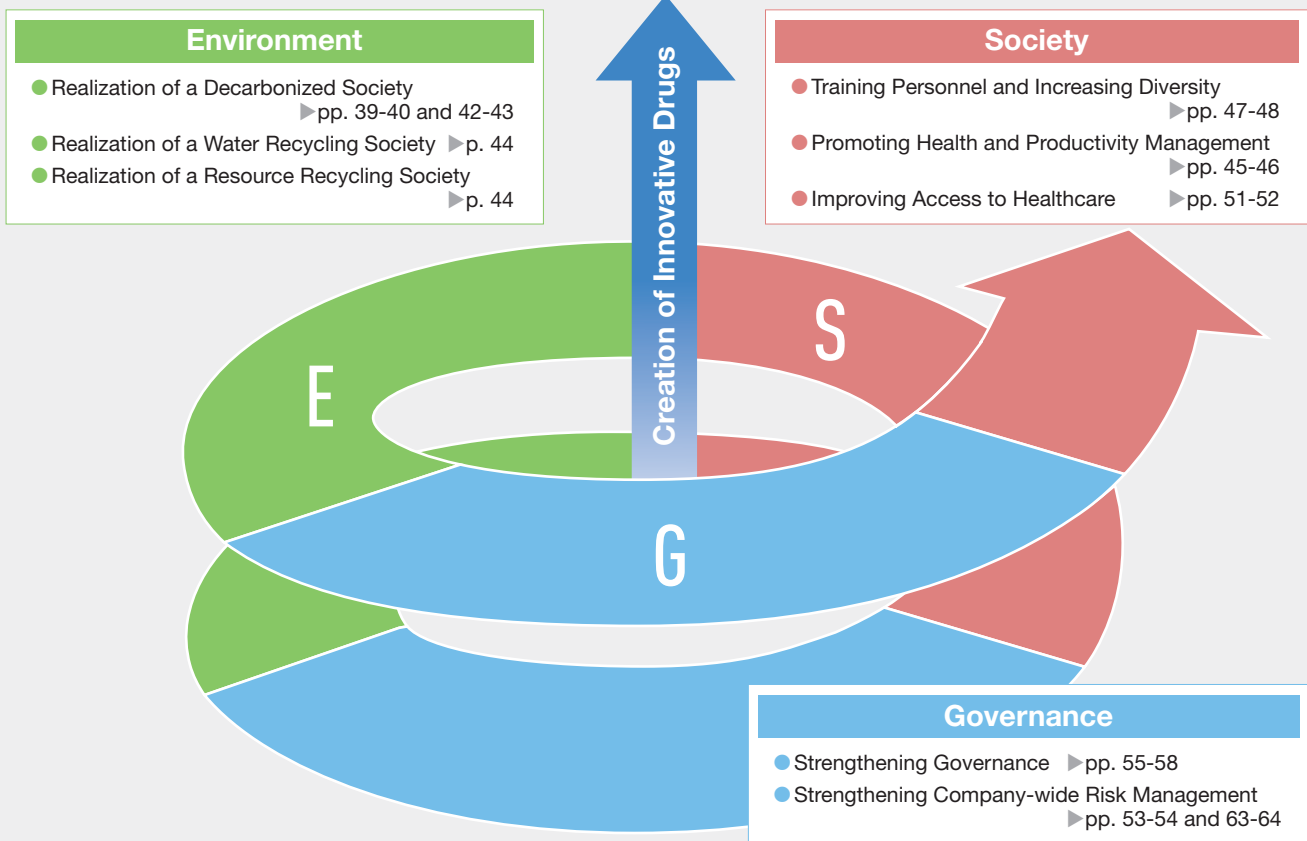 Environment
● Realization of a Decarbonized Society
▶pp. 39-40 and 42-43
● Realization of a Water Recycling Society ▶p. 44
● Realization of a Resource Recycling Society
▶p. 44
Creation of Innovative Drugs
Society
● Training Personnel and Increasing Diversity
▶pp. 47-48
● Promoting Health and Productivity Management
▶pp. 45-46
● Improving Access to Healthcare ▶pp. 51-52
E
S
G
Governance
● Strengthening Governance ▶pp. 55-58
● Strengthening Company-wide Risk Management
▶pp. 53-54 and 63-64